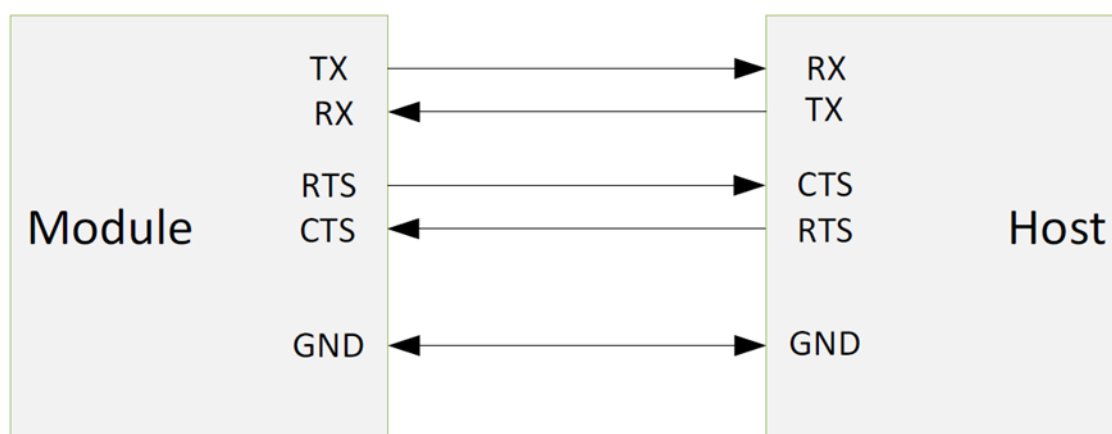 TX RX
RX TX
RTS CTS
Module CTS RTS Host
GND GND